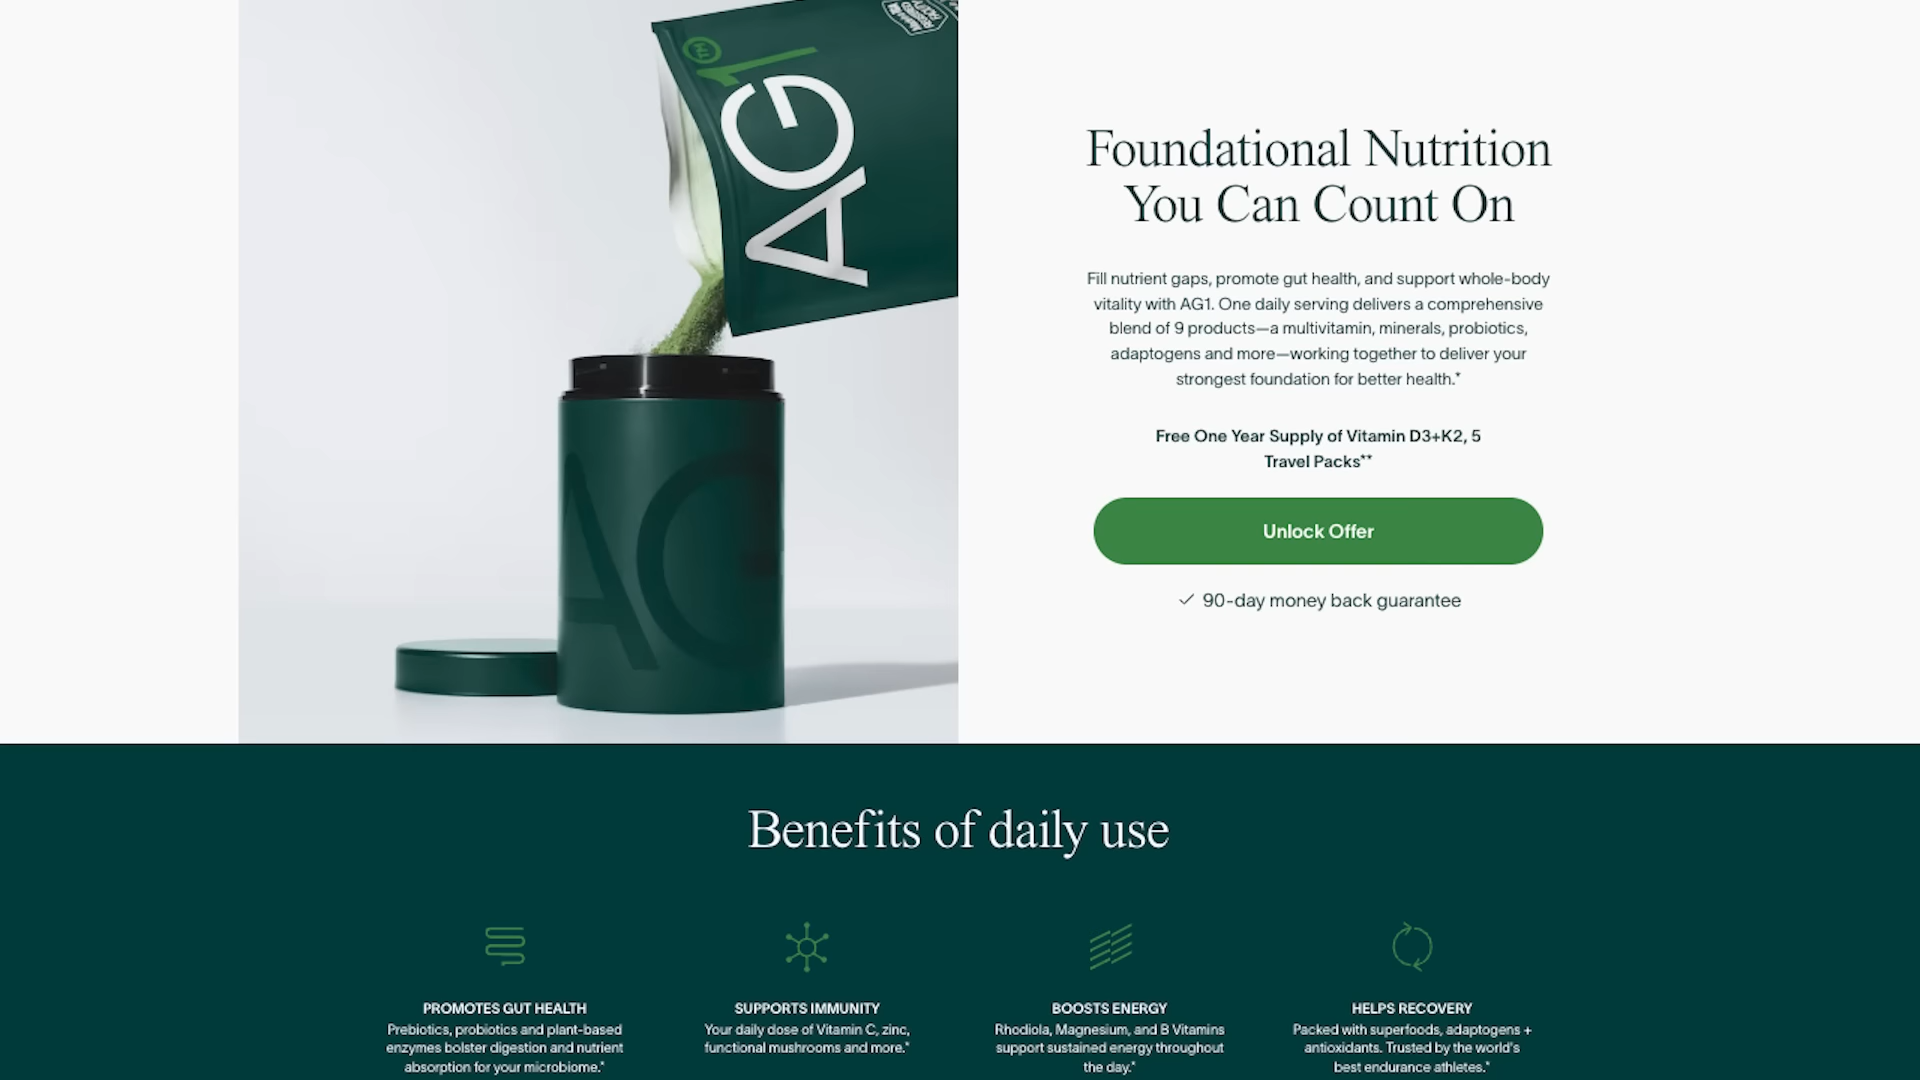 AG1
TM
AG
Foundational Nutrition
You Can Count On
Fill nutrient gaps, promote gut health, and support whole-body
vitality with AG1. One daily serving delivers a comprehensive
blend of 9 products—a multivitamin, minerals, probiotics,
adaptogens and more—working together to deliver your
strongest foundation for better health.*
Free One Year Supply of Vitamin D3+K2, 5
Travel Packs**
Unlock Offer
✓ 90-day money back guarantee
Benefits of daily use
PROMOTES GUT HEALTH
Prebiotics, probiotics and plant-based
enzymes bolster digestion and nutrient
absorption for your microbiome.*
SUPPORTS IMMUNITY
Your daily dose of Vitamin C, zinc,
functional mushrooms and more.*
BOOSTS ENERGY
Rhodiola, Magnesium, and B Vitamins
support sustained energy throughout
the day.*
HELPS RECOVERY
Packed with superfoods, adaptogens +
antioxidants. Trusted by the world's
best endurance athletes.*